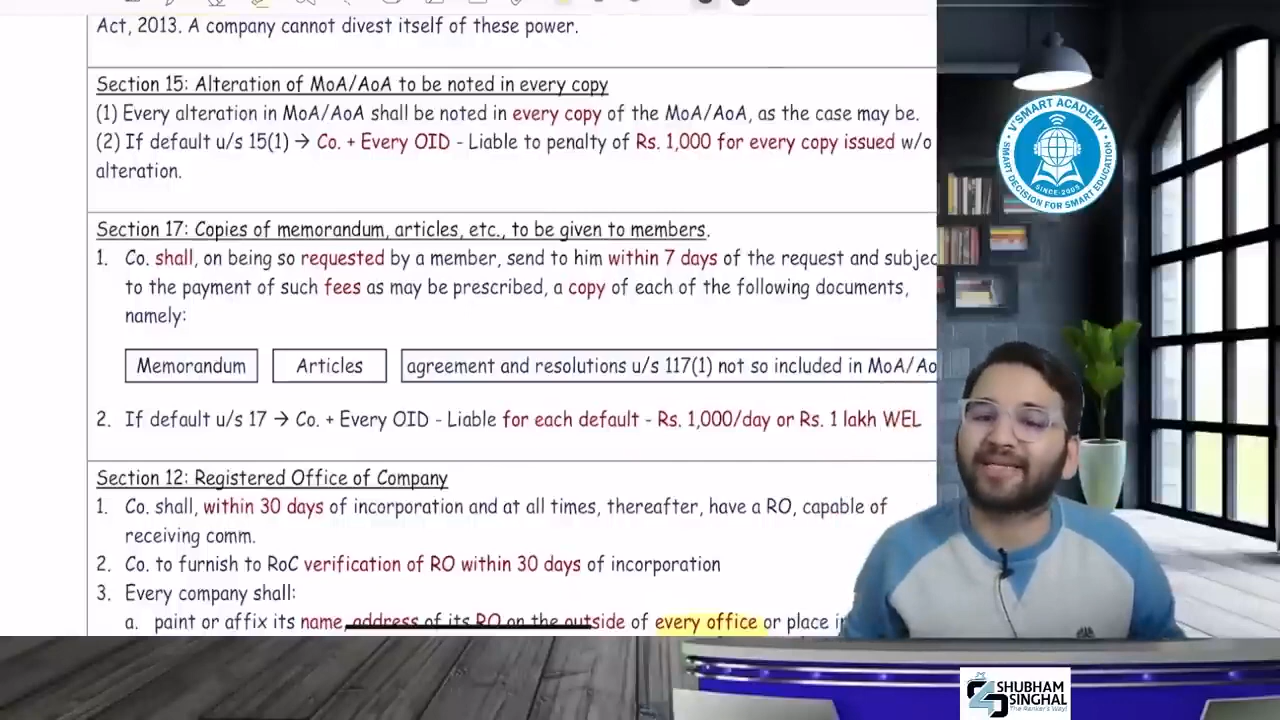 Act, 2013. A company cannot divest itself of these power.
Section 15: Alteration of MoA/AoA to be noted in every copy
(1) Every alteration in MoA/AoA shall be noted in every copy of the MoA/AoA, as the case may be.
(2) If default u/s 15(1) → Co. + Every OID - Liable to penalty of Rs. 1,000 for every copy issued w/o
alteration.
Section 17: Copies of memorandum, articles, etc., to be given to members.
1. Co. shall, on being so requested by a member, send to him within 7 days of the request and subjec
to the payment of such fees as may be prescribed, a copy of each of the following documents,
namely:
Memorandum
Articles
agreement and resolutions u/s 117(1) not so included in MoA/Ao
2. If default u/s 17 → Co. + Every OID - Liable for each default - Rs. 1,000/day or Rs. 1 lakh WEL
Section 12: Registered Office of Company
1. Co. shall, within 30 days of incorporation and at all times, thereafter, have a RO, capable of
receiving comm.
2. Co. to furnish to RoC verification of RO within 30 days of incorporation
3. Every company shall:
a. paint or affix its name, address of its RO on the outside of every office or place in
V'SMART ACADEMY
SMART DECISION FOR SMART EDUCATION
SINCE-2005
SHUBHAM
SINGHAL
The Ranker's Way!